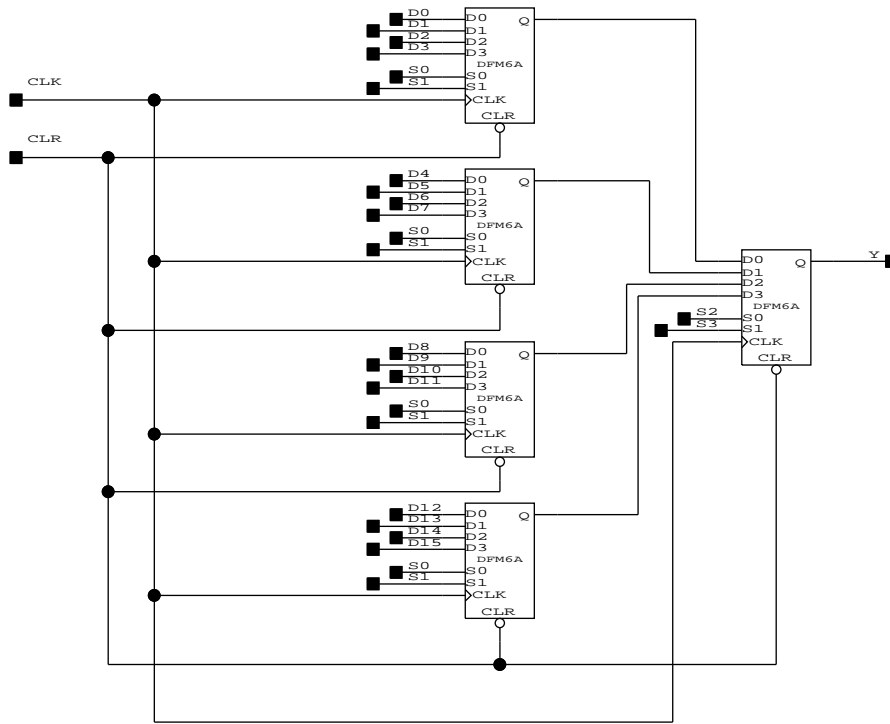 D0
D1
D2
D3
S0
S1
D0
D1
D2
D3
DFM6A
S0
S1
CLK
CLR
Q
CLK
CLR
D4
D5
D6
D7
S0
S1
D0
D1
D2
D3
DFM6A
S0
S1
CLK
CLR
Q
D8
D9
D10
D11
S0
S1
D0
D1
D2
D3
DFM6A
S0
S1
CLK
CLR
Q
D12
D13
D14
D15
S0
S1
D0
D1
D2
D3
DFM6A
S0
S1
CLK
CLR
Q
S2
S3
D0
D1
D2
D3
DFM6A
S0
S1
CLK
CLR
Q
Y